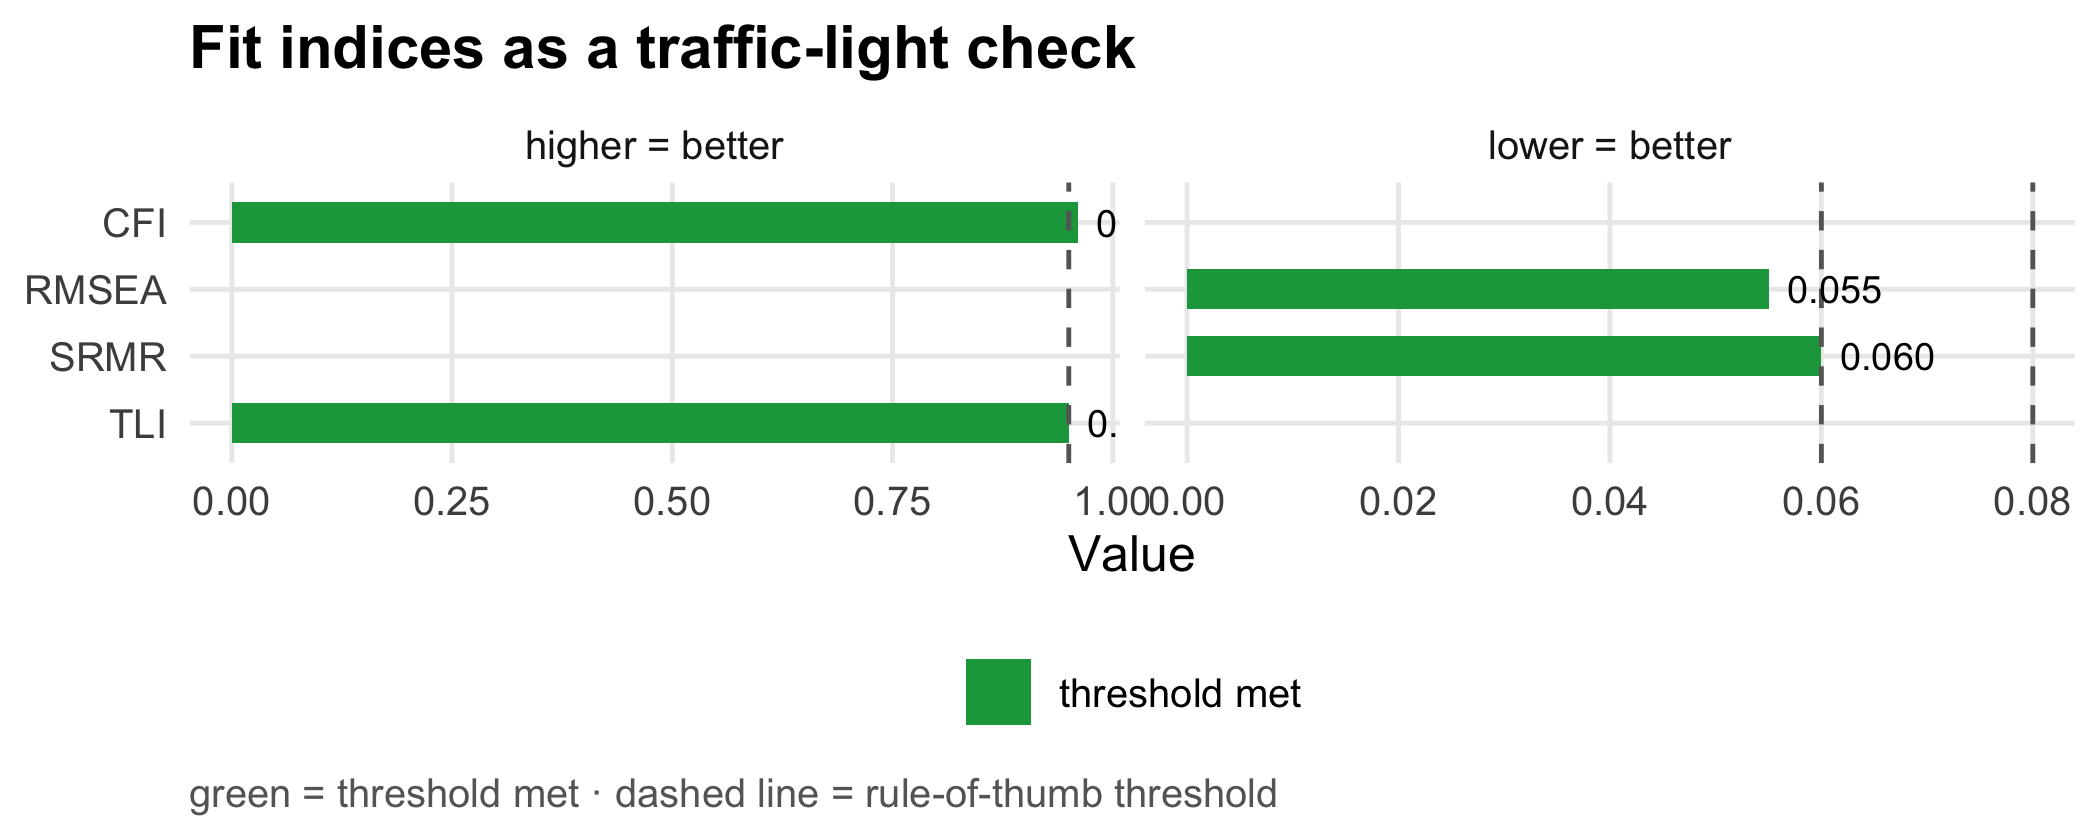 Fit indices as a traffic-light check
higher = better
lower = better
CFI
0
RMSEA
0.055
SRMR
0.060
TLI
0.
0.00 0.25 0.50 0.75 1.00
0.00 0.02 0.04 0.06 0.08
Value
threshold met
green = threshold met · dashed line = rule-of-thumb threshold